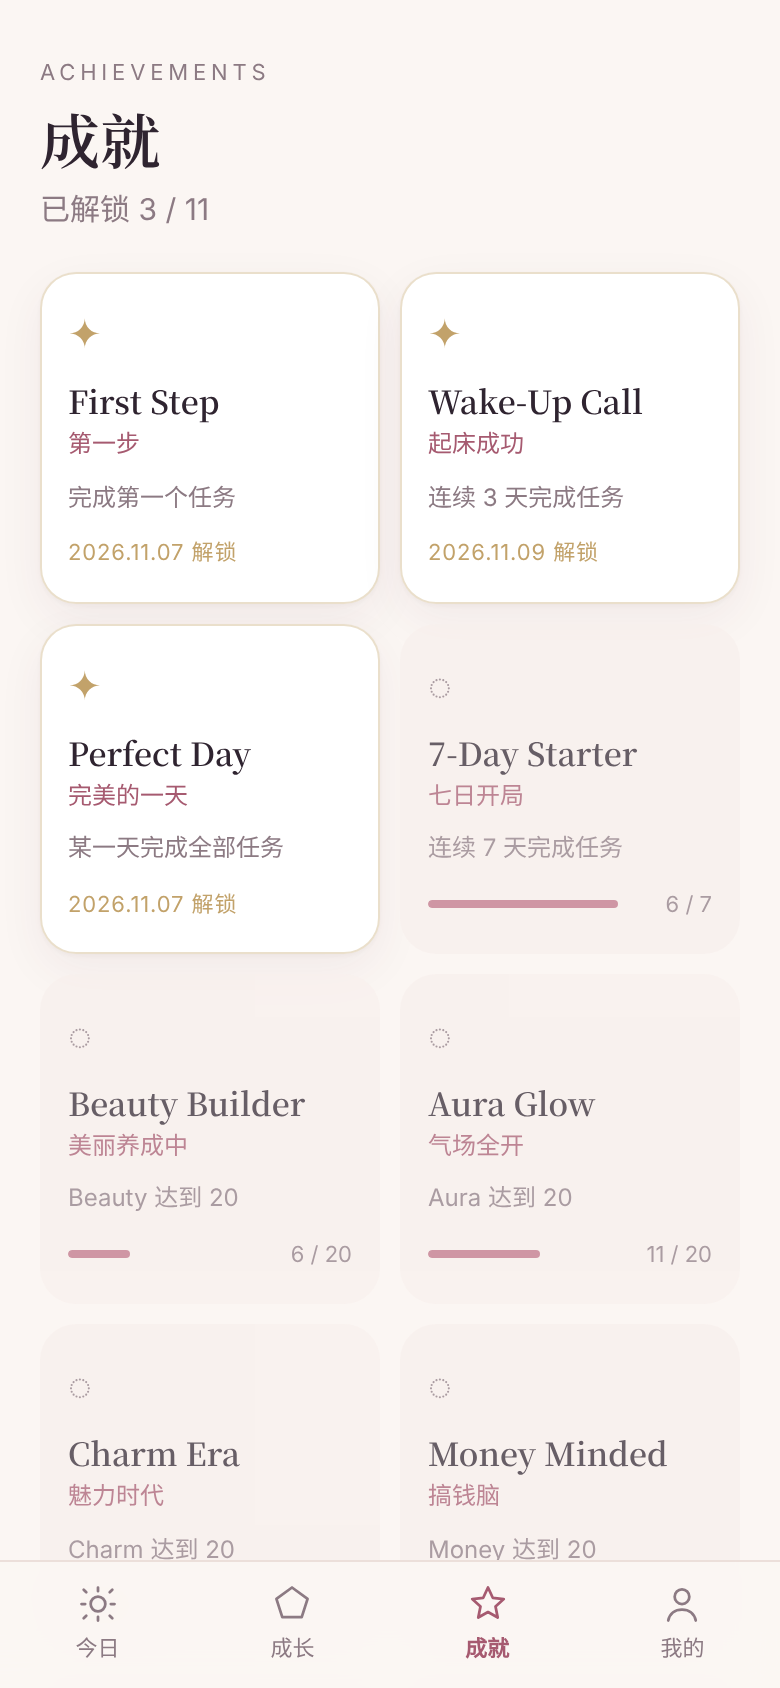 ACHIEVEMENTS
成就
已解锁 3 / 11
First Step
第一步
完成第一个任务
2026.11.07 解锁
Wake-Up Call
起床成功
连续 3 天完成任务
2026.11.09 解锁
Perfect Day
完美的一天
某一天完成全部任务
2026.11.07 解锁
7-Day Starter
七日开局
连续 7 天完成任务
6 / 7
Beauty Builder
美丽养成中
Beauty 达到 20
6 / 20
Aura Glow
气场全开
Aura 达到 20
11 / 20
Charm Era
魅力时代
Charm 达到 20
Money Minded
搞钱脑
Money 达到 20
今日
成长
成就
我的